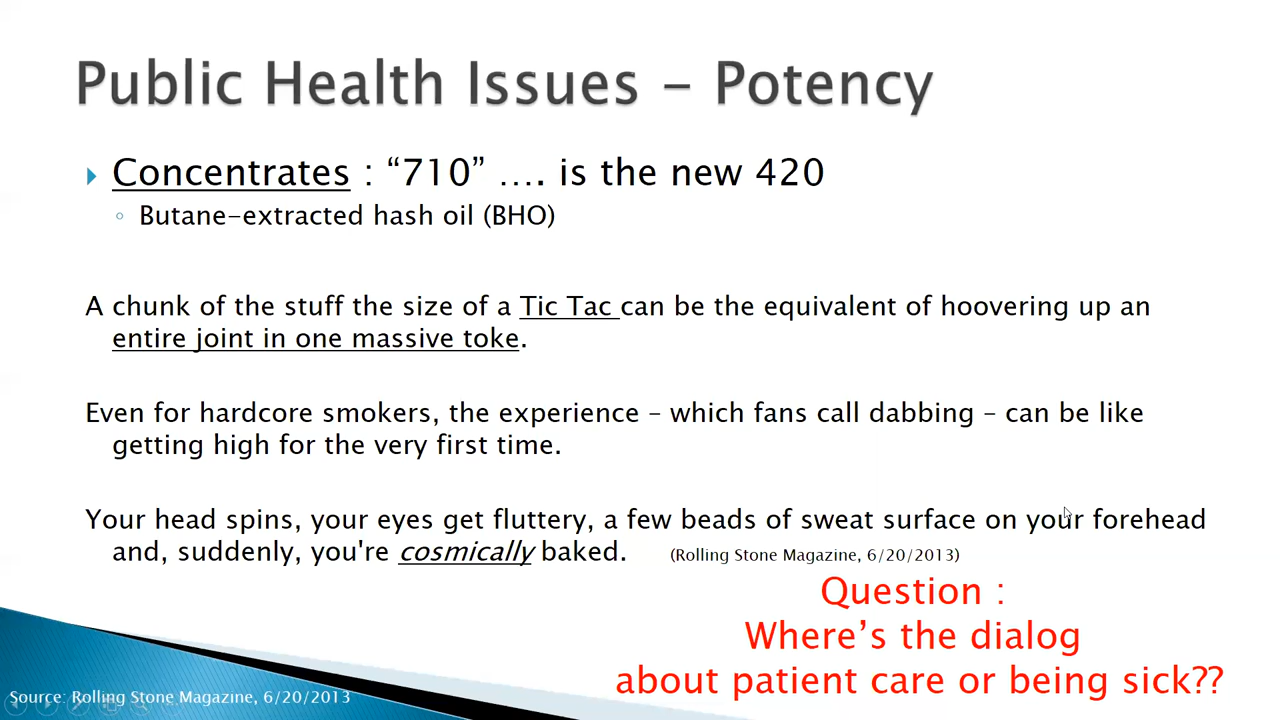 Public Health Issues - Potency
Concentrates : “710” …. is the new 420
Butane-extracted hash oil (BHO)
A chunk of the stuff the size of a Tic Tac can be the equivalent of hoovering up an
entire joint in one massive toke.
Even for hardcore smokers, the experience – which fans call dabbing – can be like
getting high for the very first time.
Your head spins, your eyes get fluttery, a few beads of sweat surface on your forehead
and, suddenly, you're cosmically baked. (Rolling Stone Magazine, 6/20/2013)
Question :
Where’s the dialog
about patient care or being sick??
Source: Rolling Stone Magazine, 6/20/2013